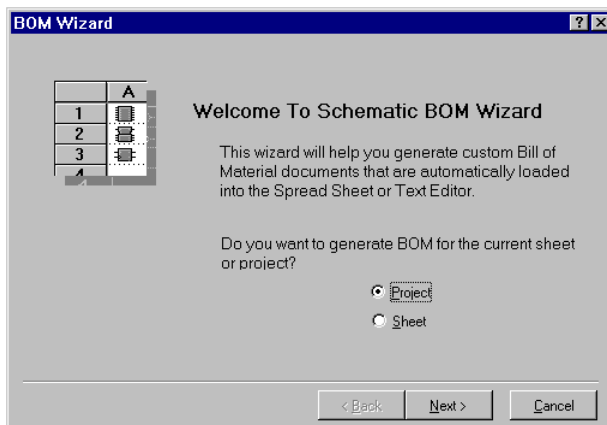 BOM Wizard
A
1
2
3
4
Welcome To Schematic BOM Wizard
This wizard will help you generate custom Bill of
Material documents that are automatically loaded
into the Spread Sheet or Text Editor.
Do you want to generate BOM for the current sheet
or project?
Project
Sheet
< Back
Next >
Cancel